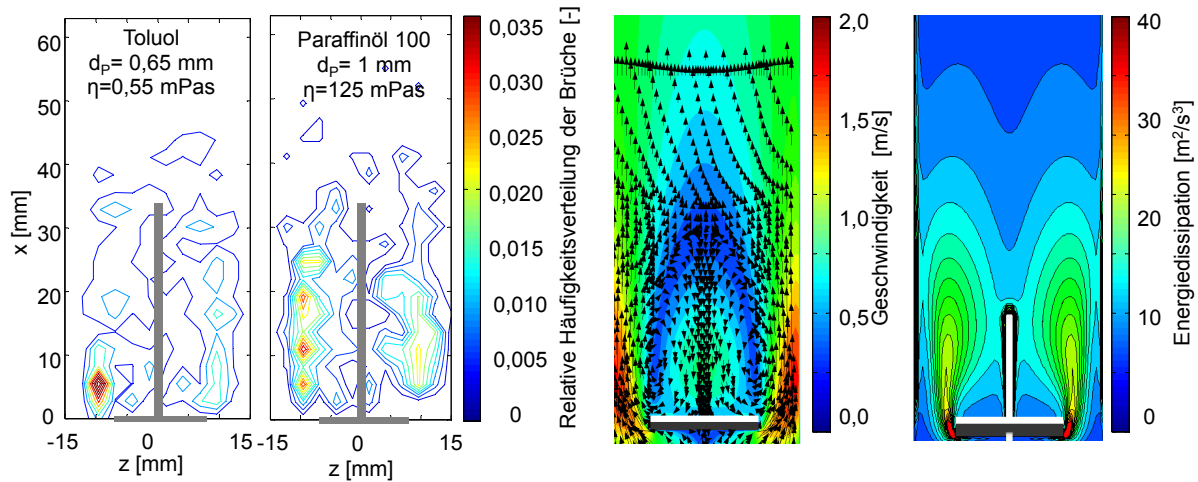 Toluol
dₚ= 0,65 mm
η=0,55 mPas
Paraffinöl 100
dₚ= 1 mm
η=125 mPas
x [mm]
60
50
40
30
20
10
0
-15
0
15
z [mm]
-15
0
15
z [mm]
0,035
0,030
0,025
0,020
0,015
0,010
0,005
0
Relative Häufigkeitsverteilung der Brüche [-]
2,0
1,5
1,0
0,5
0,0
Geschwindigkeit [m/s]
40
30
20
10
0
Energiedissipation [m²/s⁻³]